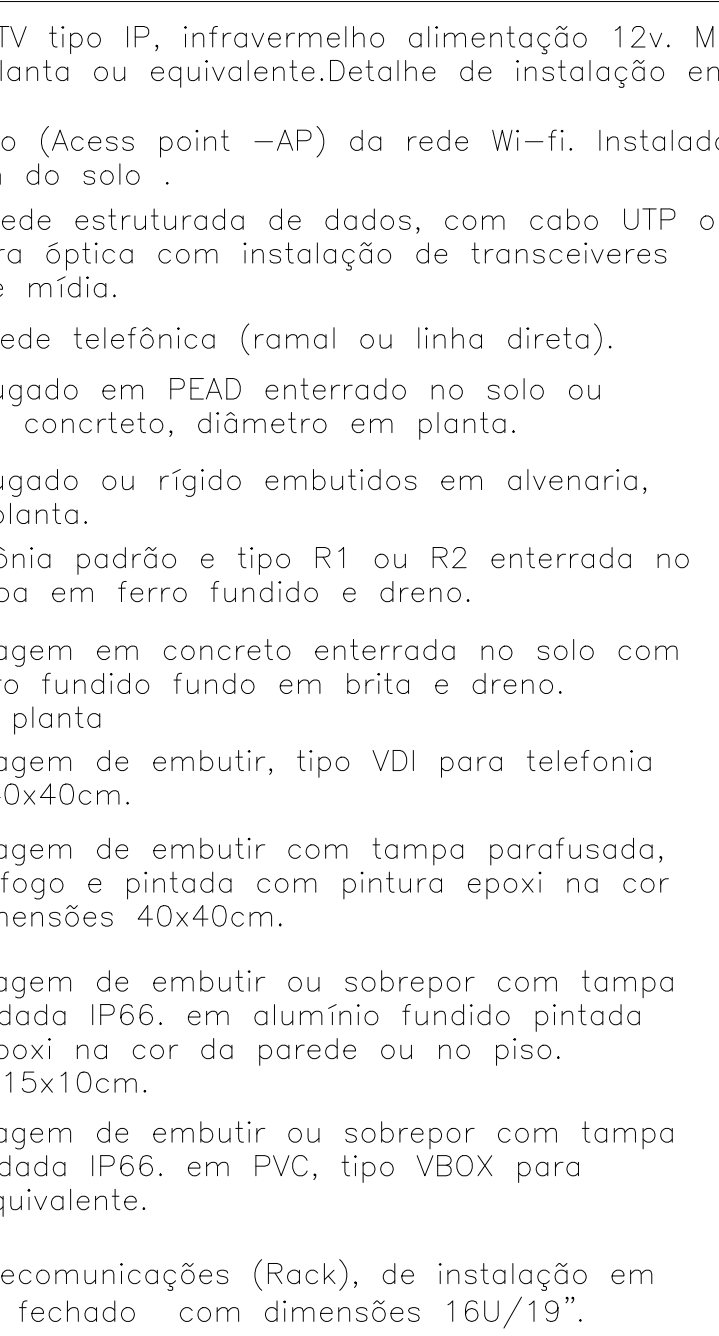 TV tipo IP, infravermelho alimentação 12v. M
lanta ou equivalente.Detalhe de instalação en
o (Acess point –AP) da rede Wi–fi. Instalado
do solo .
ede estruturada de dados, com cabo UTP o
ra óptica com instalação de transceiveres
e mídia.
ede telefônica (ramal ou linha direta).
ugado em PEAD enterrado no solo ou
concrteto, diâmetro em planta.
ugado ou rígido embutidos em alvenaria,
planta.
ônia padrão e tipo R1 ou R2 enterrada no
pa em ferro fundido e dreno.
agem em concreto enterrada no solo com
ro fundido fundo em brita e dreno.
planta
agem de embutir, tipo VDI para telefonia
40x40cm.
agem de embutir com tampa parafusada,
fogo e pintada com pintura epoxi na cor
mensões 40x40cm.
agem de embutir ou sobrepor com tampa
dada IP66. em alumínio fundido pintada
poxi na cor da parede ou no piso.
15x10cm.
agem de embutir ou sobrepor com tampa
dada IP66. em PVC, tipo VBOX para
quivalente.
ecomunicações (Rack), de instalação em
fechado com dimensões 16U/19”.